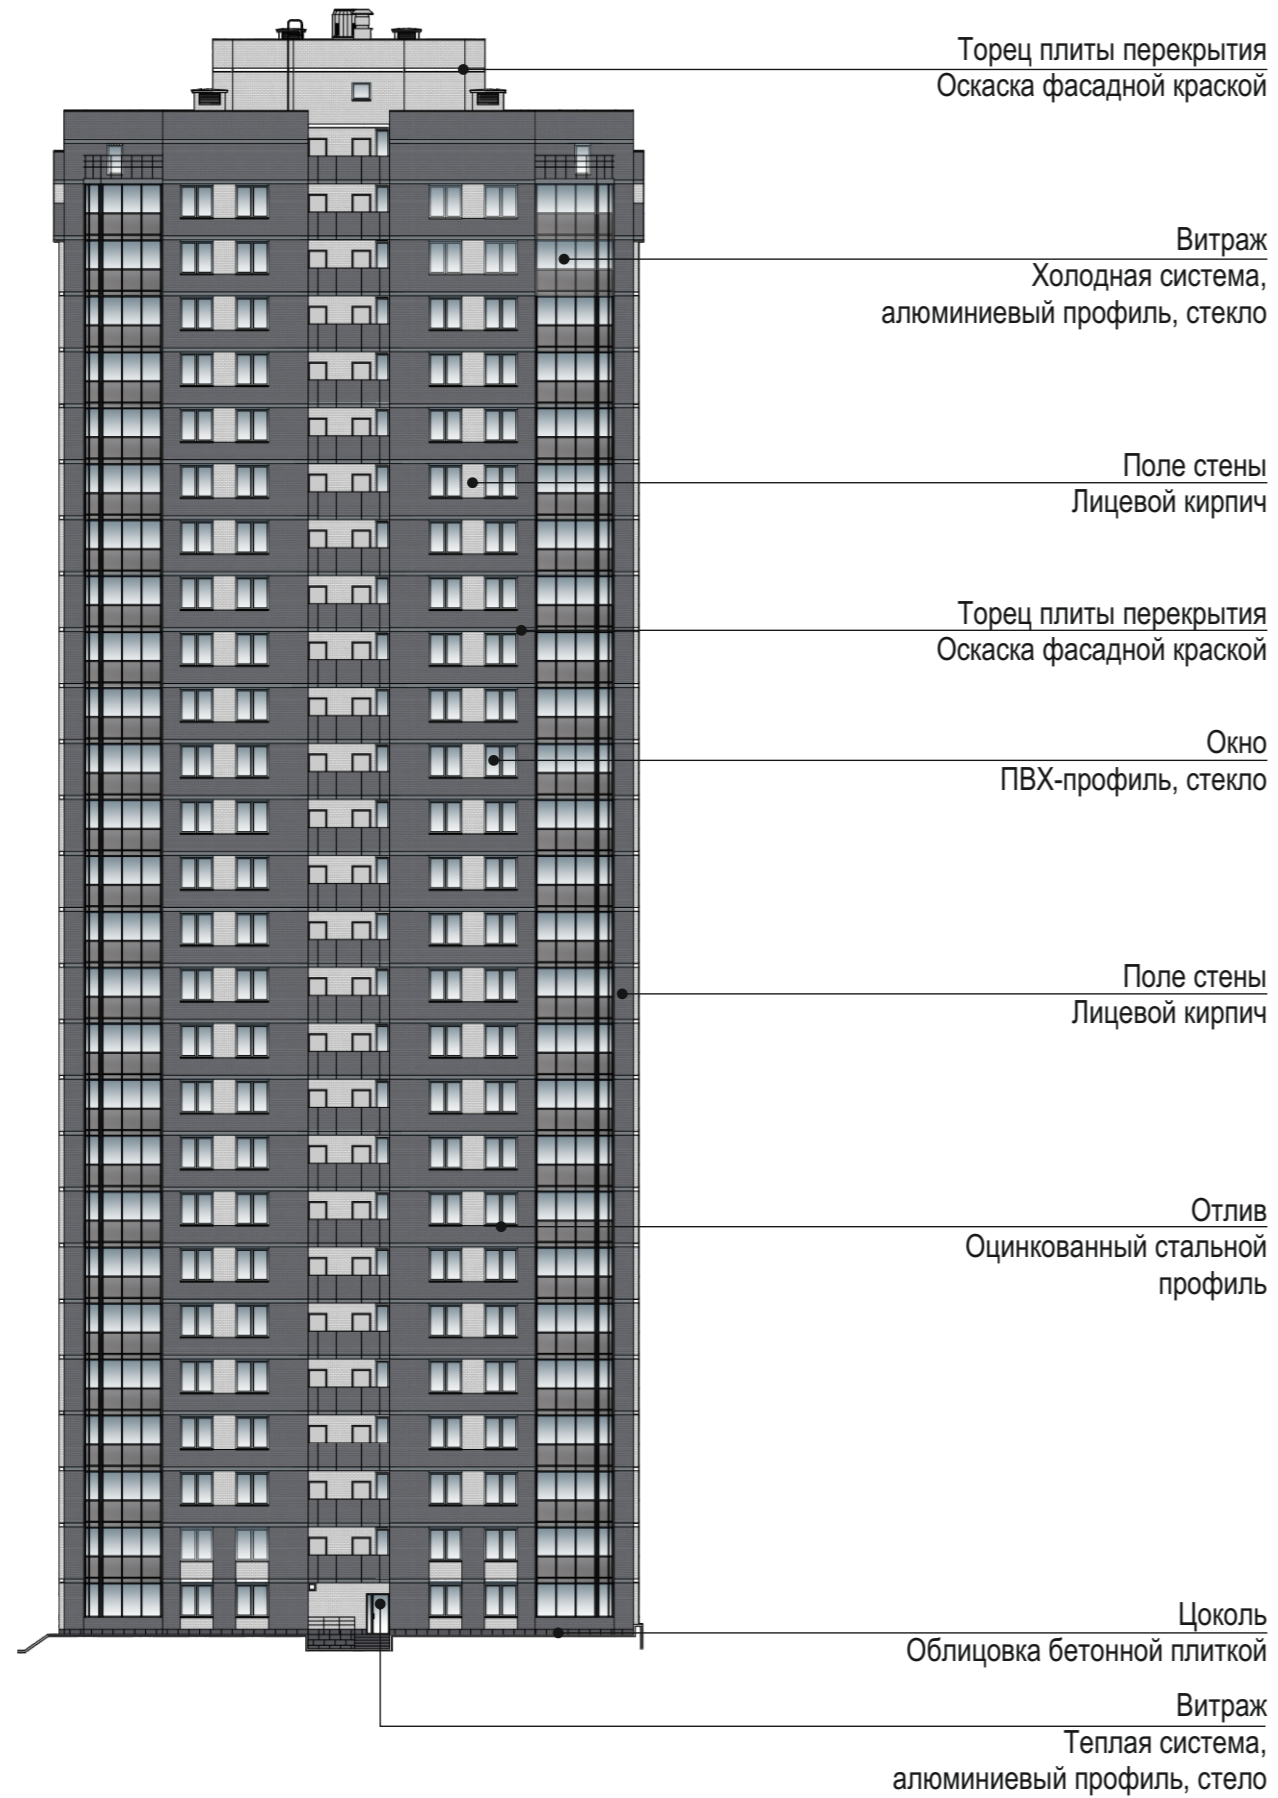 Торец плиты перекрытия
Оскаска фасадной краской
Витраж
Холодная система,
алюминиевый профиль, стекло
Поле стены
Лицевой кирпич
Торец плиты перекрытия
Оскаска фасадной краской
Окно
ПВХ-профиль, стекло
Поле стены
Лицевой кирпич
Отлив
Оцинкованный стальной
профиль
Цоколь
Облицовка бетонной плиткой
Витраж
Теплая система,
алюминиевый профиль, стело